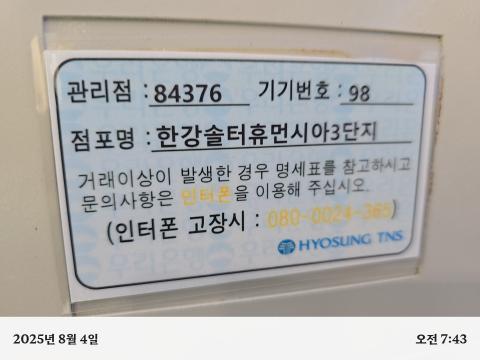 관리점 : 84376 기기번호 : 98
점포명 : 한강솔터휴먼시아3단지
거래이상이 발생한 경우 명세표를 참고하시고
문의사항은 인터폰을 이용해 주십시오.
(인터폰 고장시 : 080-0024-365)
HYOSUNG TNS
2025년 8월 4일
오전 7:43